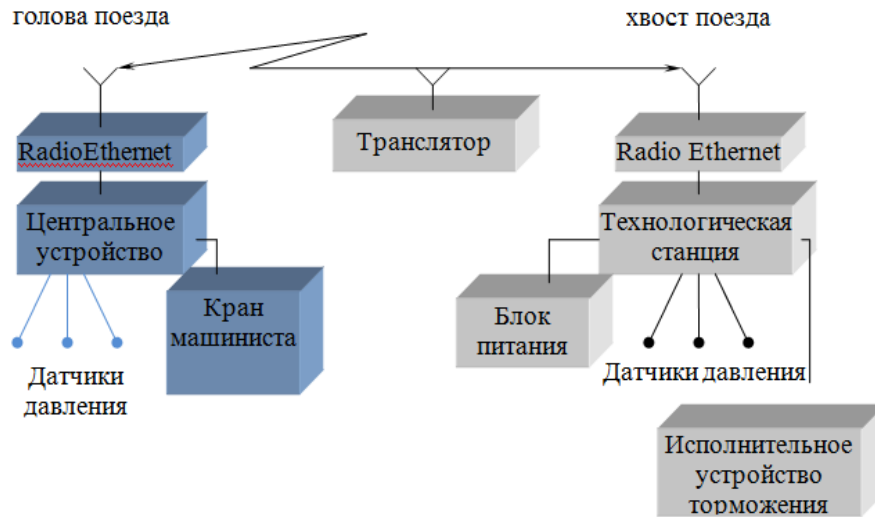 голова поезда
хвост поезда
RadioEthernet
Транслятор
Radio Ethernet
Центральное
устройство
Технологическая
станция
Кран
машиниста
Блок
питания
Датчики
давления
Датчики давления
Исполнительное
устройство
торможения